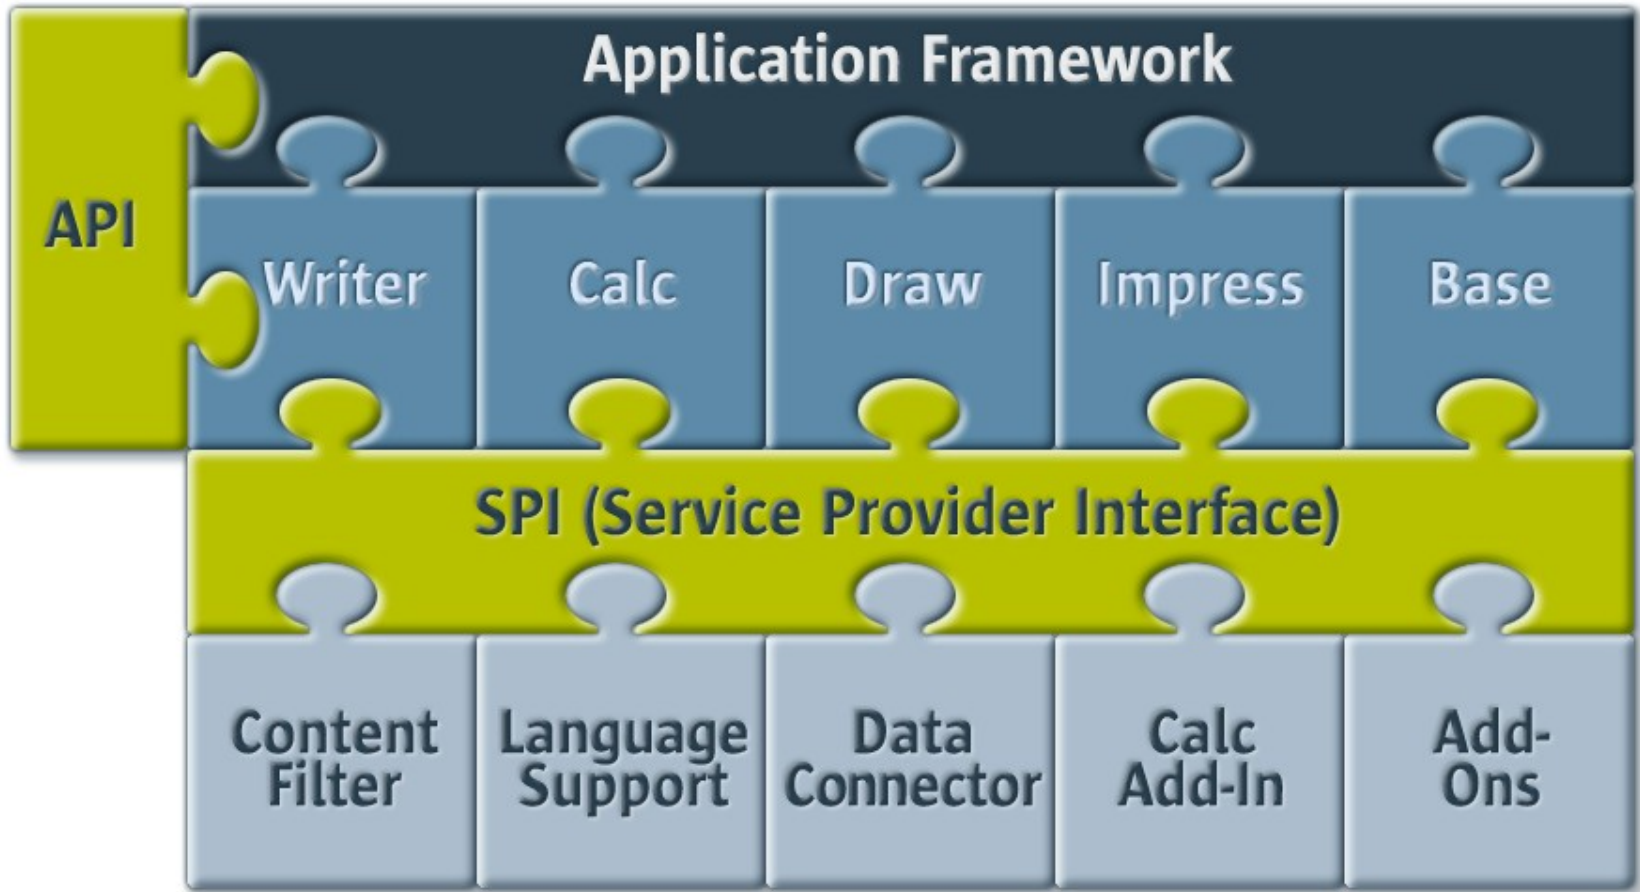 Application Framework
API
Writer
Calc
Draw
Impress
Base
SPI (Service Provider Interface)
Content
Filter
Language
Support
Data
Connector
Calc
Add-In
Add-
Ons